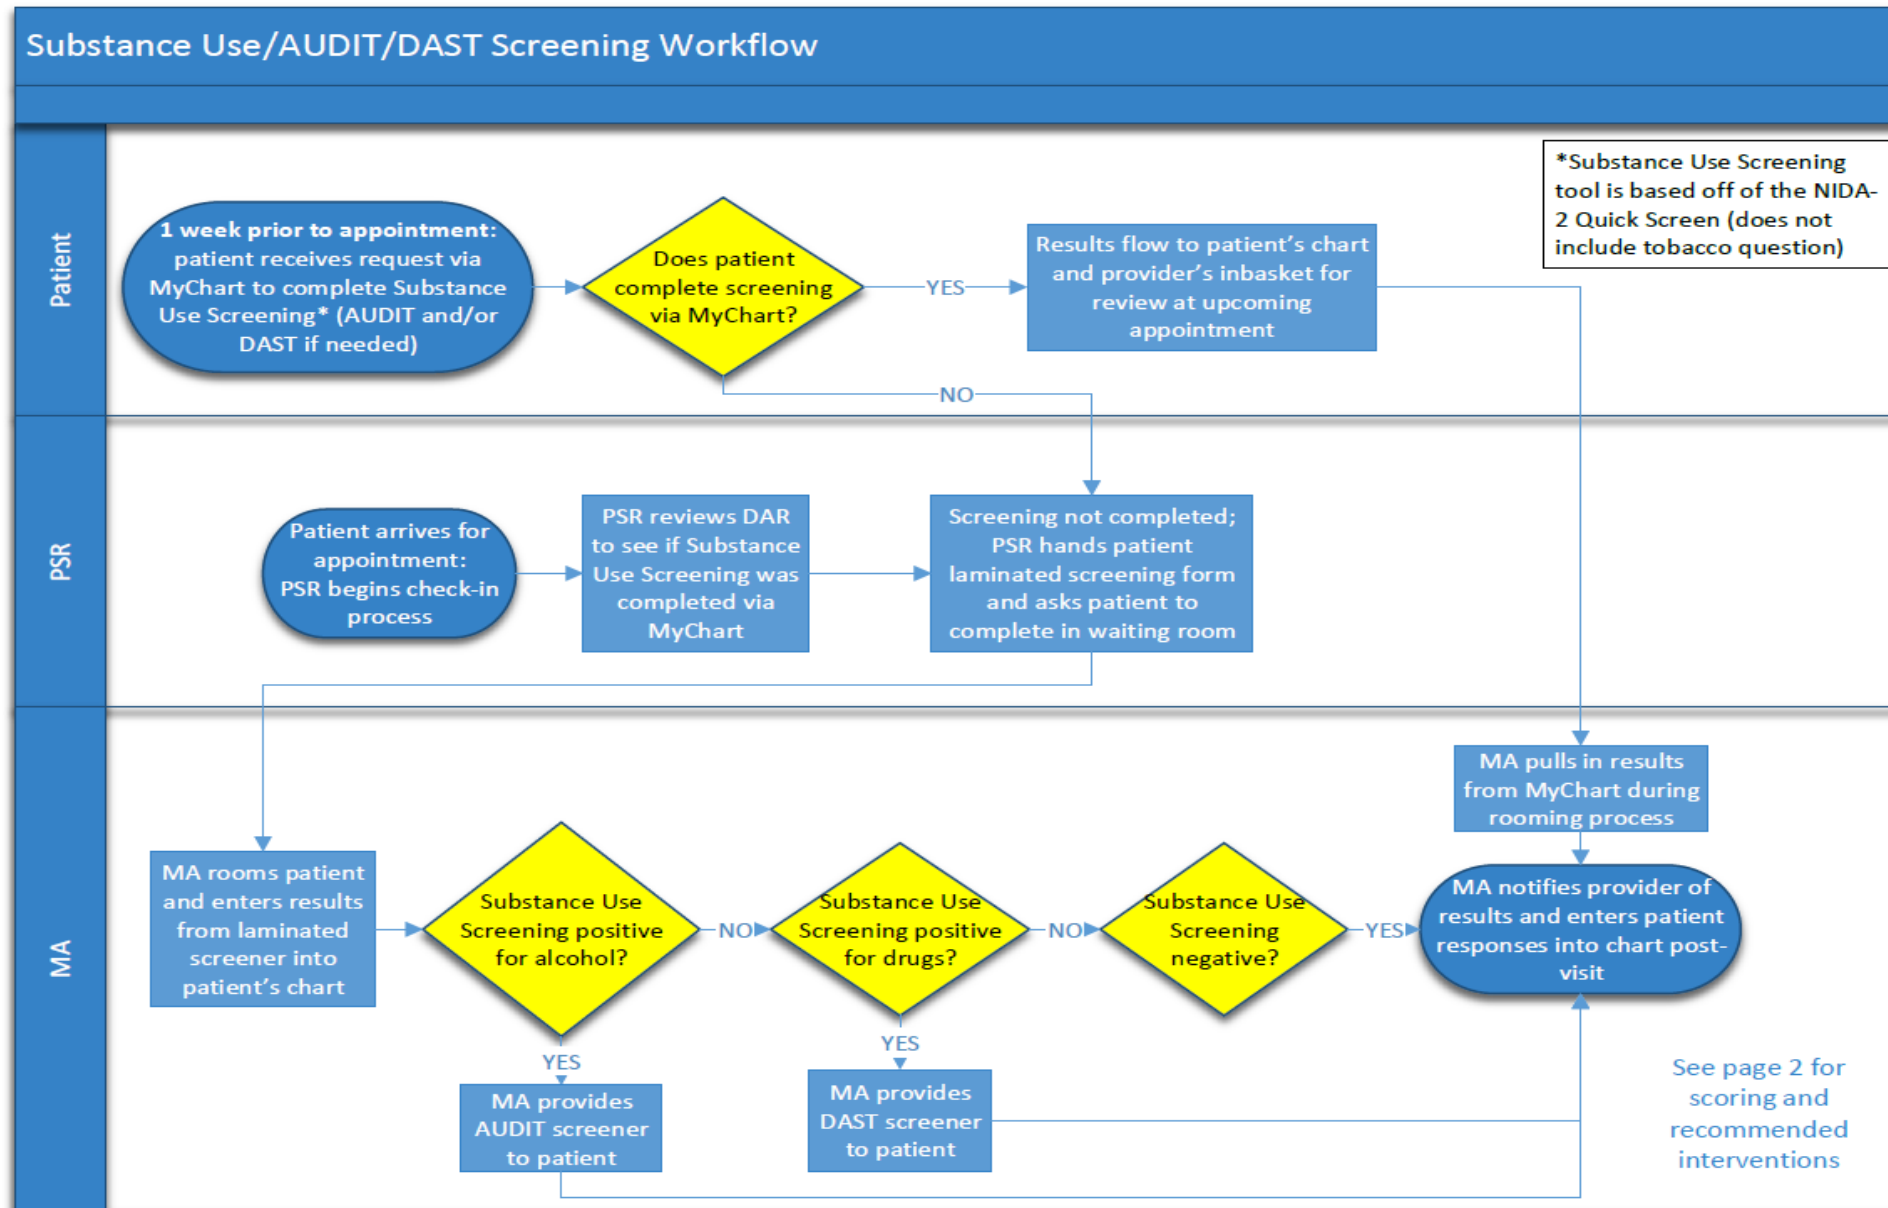 Substance Use/AUDIT/DAST Screening Workflow
Patient
1 week prior to appointment:
patient receives request via
MyChart to complete Substance
Use Screening* (AUDIT and/or
DAST if needed)
Does patient
complete screening
via MyChart?
YES
Results flow to patient's chart
and provider's inbasket for
review at upcoming
appointment
*Substance Use Screening
tool is based off of the NIDA-
2 Quick Screen (does not
include tobacco question)
NO
PSR
Patient arrives for
appointment:
PSR begins check-in
process
PSR reviews DAR
to see if Substance
Use Screening was
completed via
MyChart
Screening not completed;
PSR hands patient
laminated screening form
and asks patient to
complete in waiting room
MA
MA rooms patient
and enters results
from laminated
screener into
patient's chart
Substance Use
Screening positive
for alcohol?
NO
Substance Use
Screening positive
for drugs?
NO
Substance Use
Screening
negative?
YES
MA pulls in results
from MyChart during
rooming process
MA notifies provider of
results and enters patient
responses into chart post-
visit
YES
MA provides
AUDIT screener
to patient
YES
MA provides
DAST screener
to patient
See page 2 for
scoring and
recommended
interventions